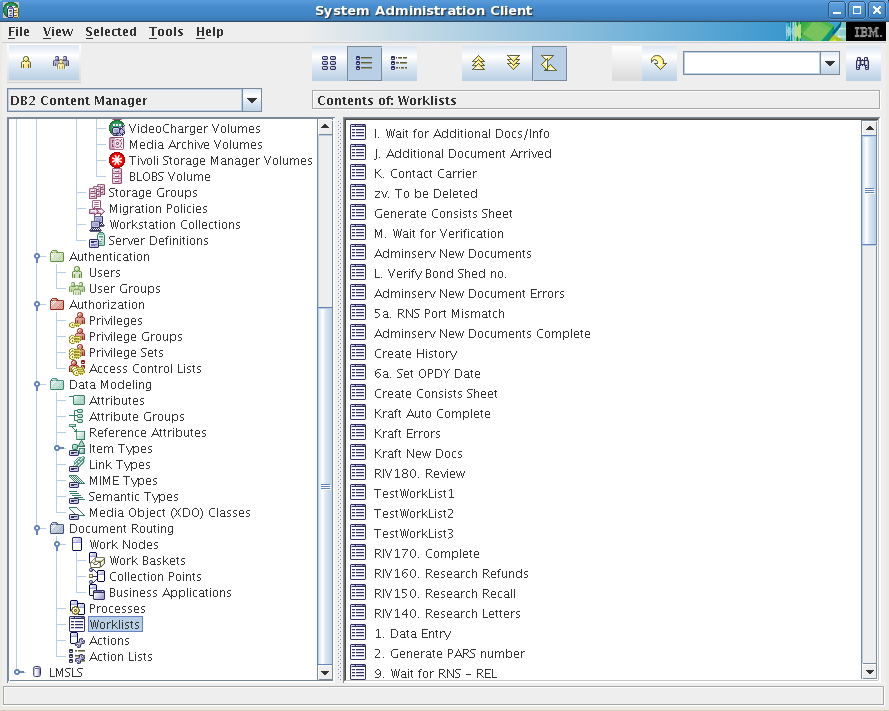 System Administration Client
File View Selected Tools Help
IBM.
DB2 Content Manager
Contents of: Worklists
VideoCharger Volumes
Media Archive Volumes
Tivoli Storage Manager Volumes
BLOBS Volume
Storage Groups
Migration Policies
Workstation Collections
Server Definitions
Authentication
Users
User Groups
Authorization
Privileges
Privilege Groups
Privilege Sets
Access Control Lists
Data Modeling
Attributes
Attribute Groups
Reference Attributes
Item Types
Link Types
MIME Types
Semantic Types
Media Object (XDO) Classes
Document Routing
Work Nodes
Work Baskets
Collection Points
Business Applications
Processes
Worklists
Actions
Action Lists
LMSLS
I. Wait for Additional Docs/Info
J. Additional Document Arrived
K. Contact Carrier
zv. To be Deleted
Generate Consists Sheet
M. Wait for Verification
Adminserv New Documents
L. Verify Bond Shed no.
Adminserv New Document Errors
5a. RNS Port Mismatch
Adminserv New Documents Complete
Create History
6a. Set OPDY Date
Create Consists Sheet
Kraft Auto Complete
Kraft Errors
Kraft New Docs
RIV180. Review
TestWorkList1
TestWorkList2
TestWorkList3
RIV170. Complete
RIV160. Research Refunds
RIV150. Research Recall
RIV140. Research Letters
1. Data Entry
2. Generate PARS number
9. Wait for RNS - REL